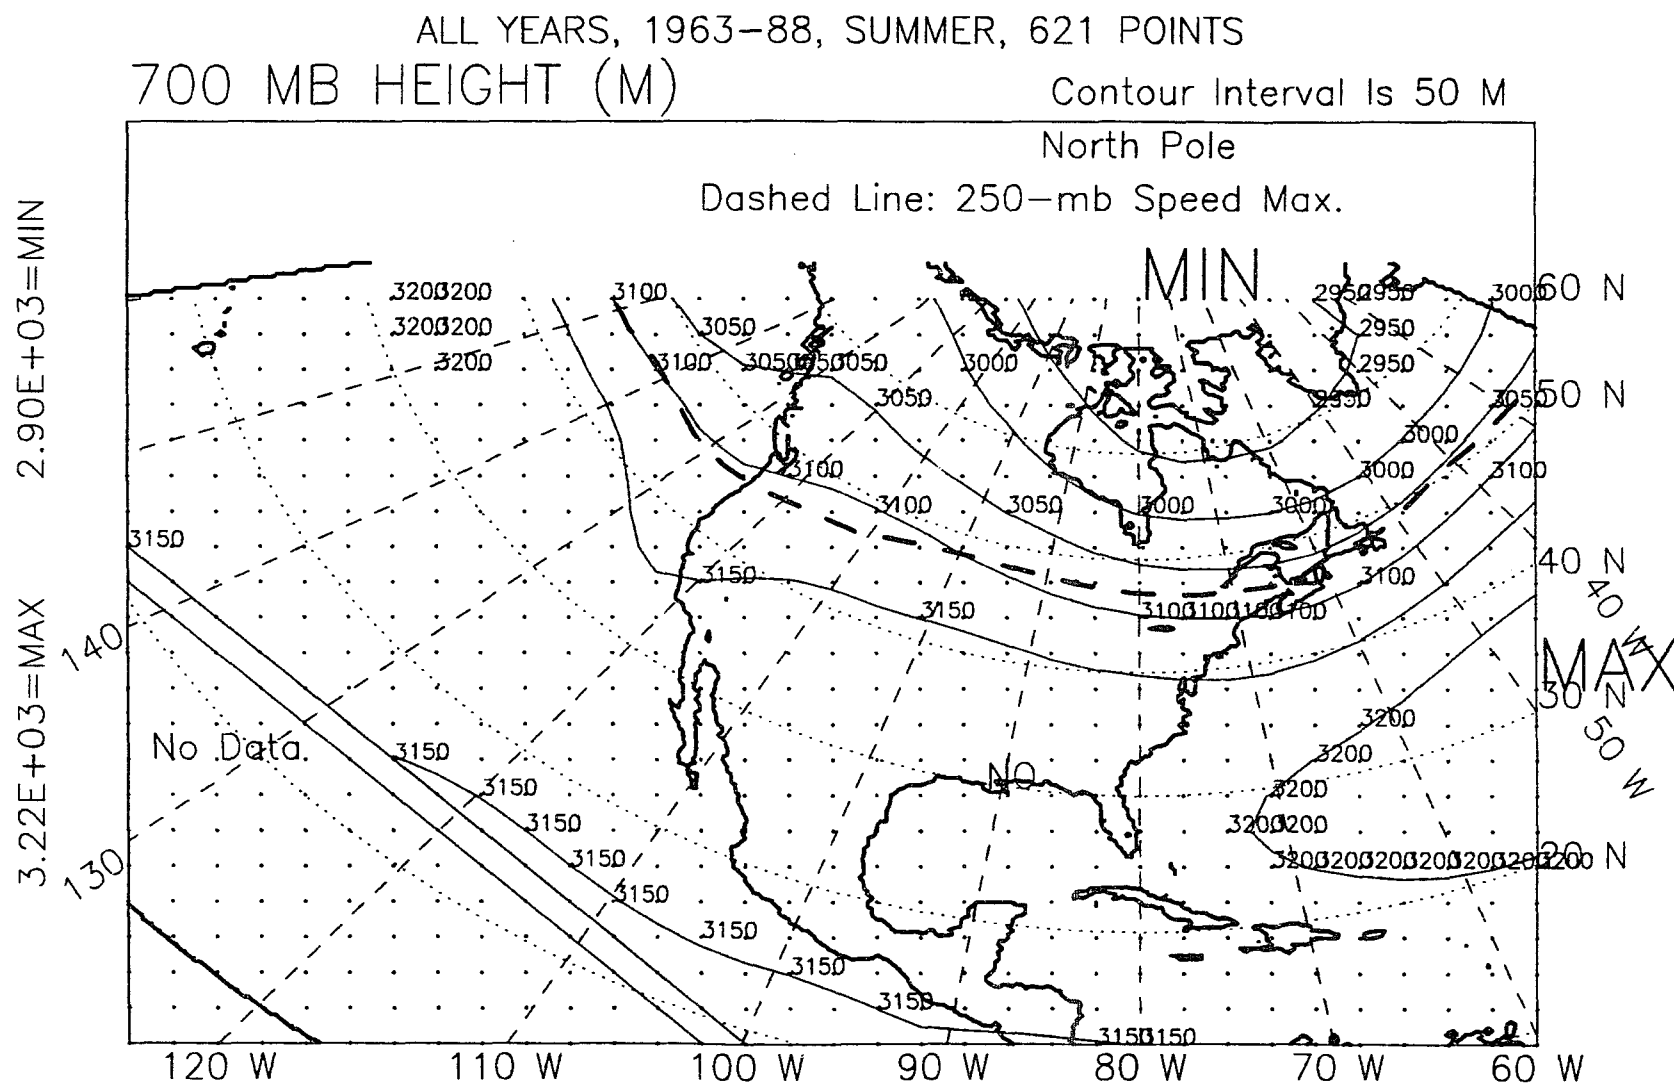 ALL YEARS, 1963-88, SUMMER, 621 POINTS
700 MB HEIGHT (M)
Contour Interval Is 50 M
North Pole
Dashed Line: 250-mb Speed Max.
2.90E+03=MIN
3.22E+03=MAX
MIN
3200 3200 3100 2950 2950 3000 60 N
3200 3200 3050 2950
3200 3100 3050 3050 3050 3000 2950
3050 2950 3050 50 N
3000
3100 3000 3100
3100 3050 3000 3000
3150
40 N
3150 3100
40 W
3150 3100 3100 3100 3100
140
MAX
30 N
3200
50 W
No Data
3150 3200
NO
3150 3200
3150 3200 3200
3150 3200 3200 3200 3200 3200 3200 3200 20 N
130
3150
3150
3150
3150
3150 3150
120 W 110 W 100 W 90 W 80 W 70 W 60 W